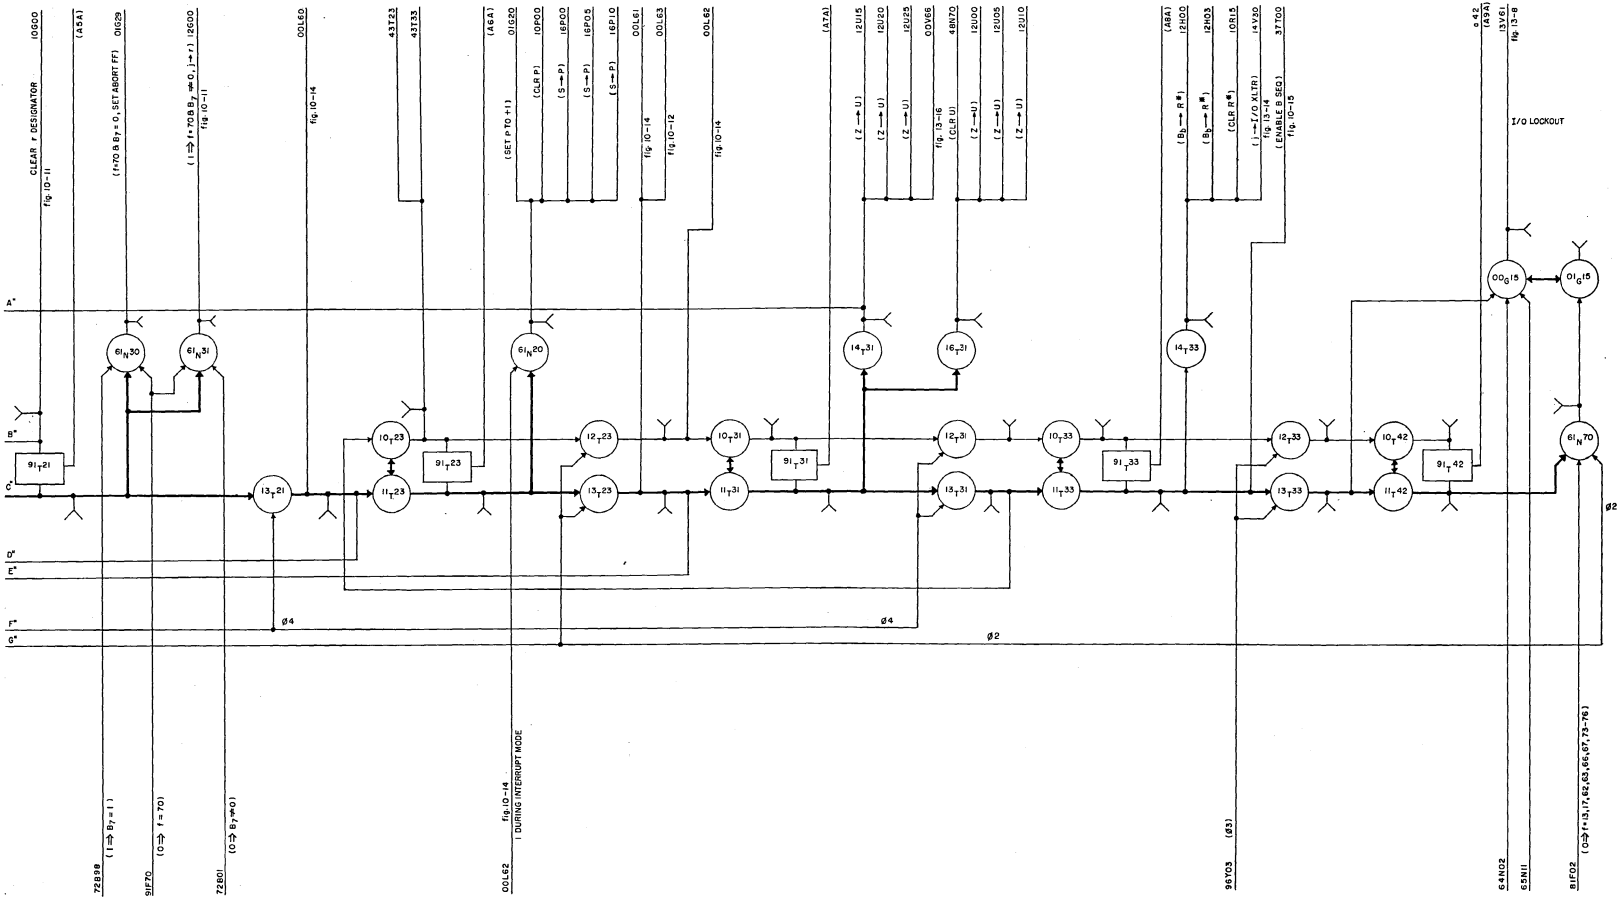 10G00
CLEAR r DESIGNATOR
fig. 10-11
(A5A)
01G29
(f=70 & B7 = 0, SET ABORT FF)
12G00
(1⇒ f=70 & B7 ≠ 0, j→r)
fig. 10-11
00L60
fig. 10-14
43T23
43T33
(A6A)
01G20
(SET P TO +1)
10P00
(CLR P)
16P00
(S→P)
16P05
(S→P)
16P10
(S→P)
00L61
fig. 10-14
00L63
fig. 10-12
00L62
fig. 10-14
(A7A)
12U15
(Z→U)
12U20
(Z→U)
12U25
(Z→U)
00V66
fig. 13-16
48N70
(CLR U)
12U00
(Z→U)
12U05
(Z→U)
12U10
(Z→U)
(A8A)
12H00
(Bb→R*)
12H03
(Bb→R*)
10R15
(CLR R*)
14V30
(j→I/O XLTR)
fig. 13-14
37T00
(ENABLE B SEQ)
fig. 10-15
(A9A)
13V61
fig. 13-8
I/O LOCKOUT
00G15
01G15
A"
61N30
61N31
61N20
14T31
16T31
14T33
B"
91T21
10T23
91T23
12T23
10T31
91T31
12T31
10T33
91T33
12T33
10T42
91T42
61N70
C"
13T21
11T23
13T23
11T31
13T31
11T33
13T33
11T42
Ø2
D"
E"
F"
Ø4
Ø4
G"
Ø2
72B98
(1⇒ B7 = 1)
91F70
(0⇒ f = 70)
72B01
(0⇒ B7 ≠ 0)
00L62
fig. 10-14
1 DURING INTERRUPT MODE
96Y03 (Ø3)
64N02
65N11
81F02
(0⇒ f=13,17,62,63,66,67,73-76)